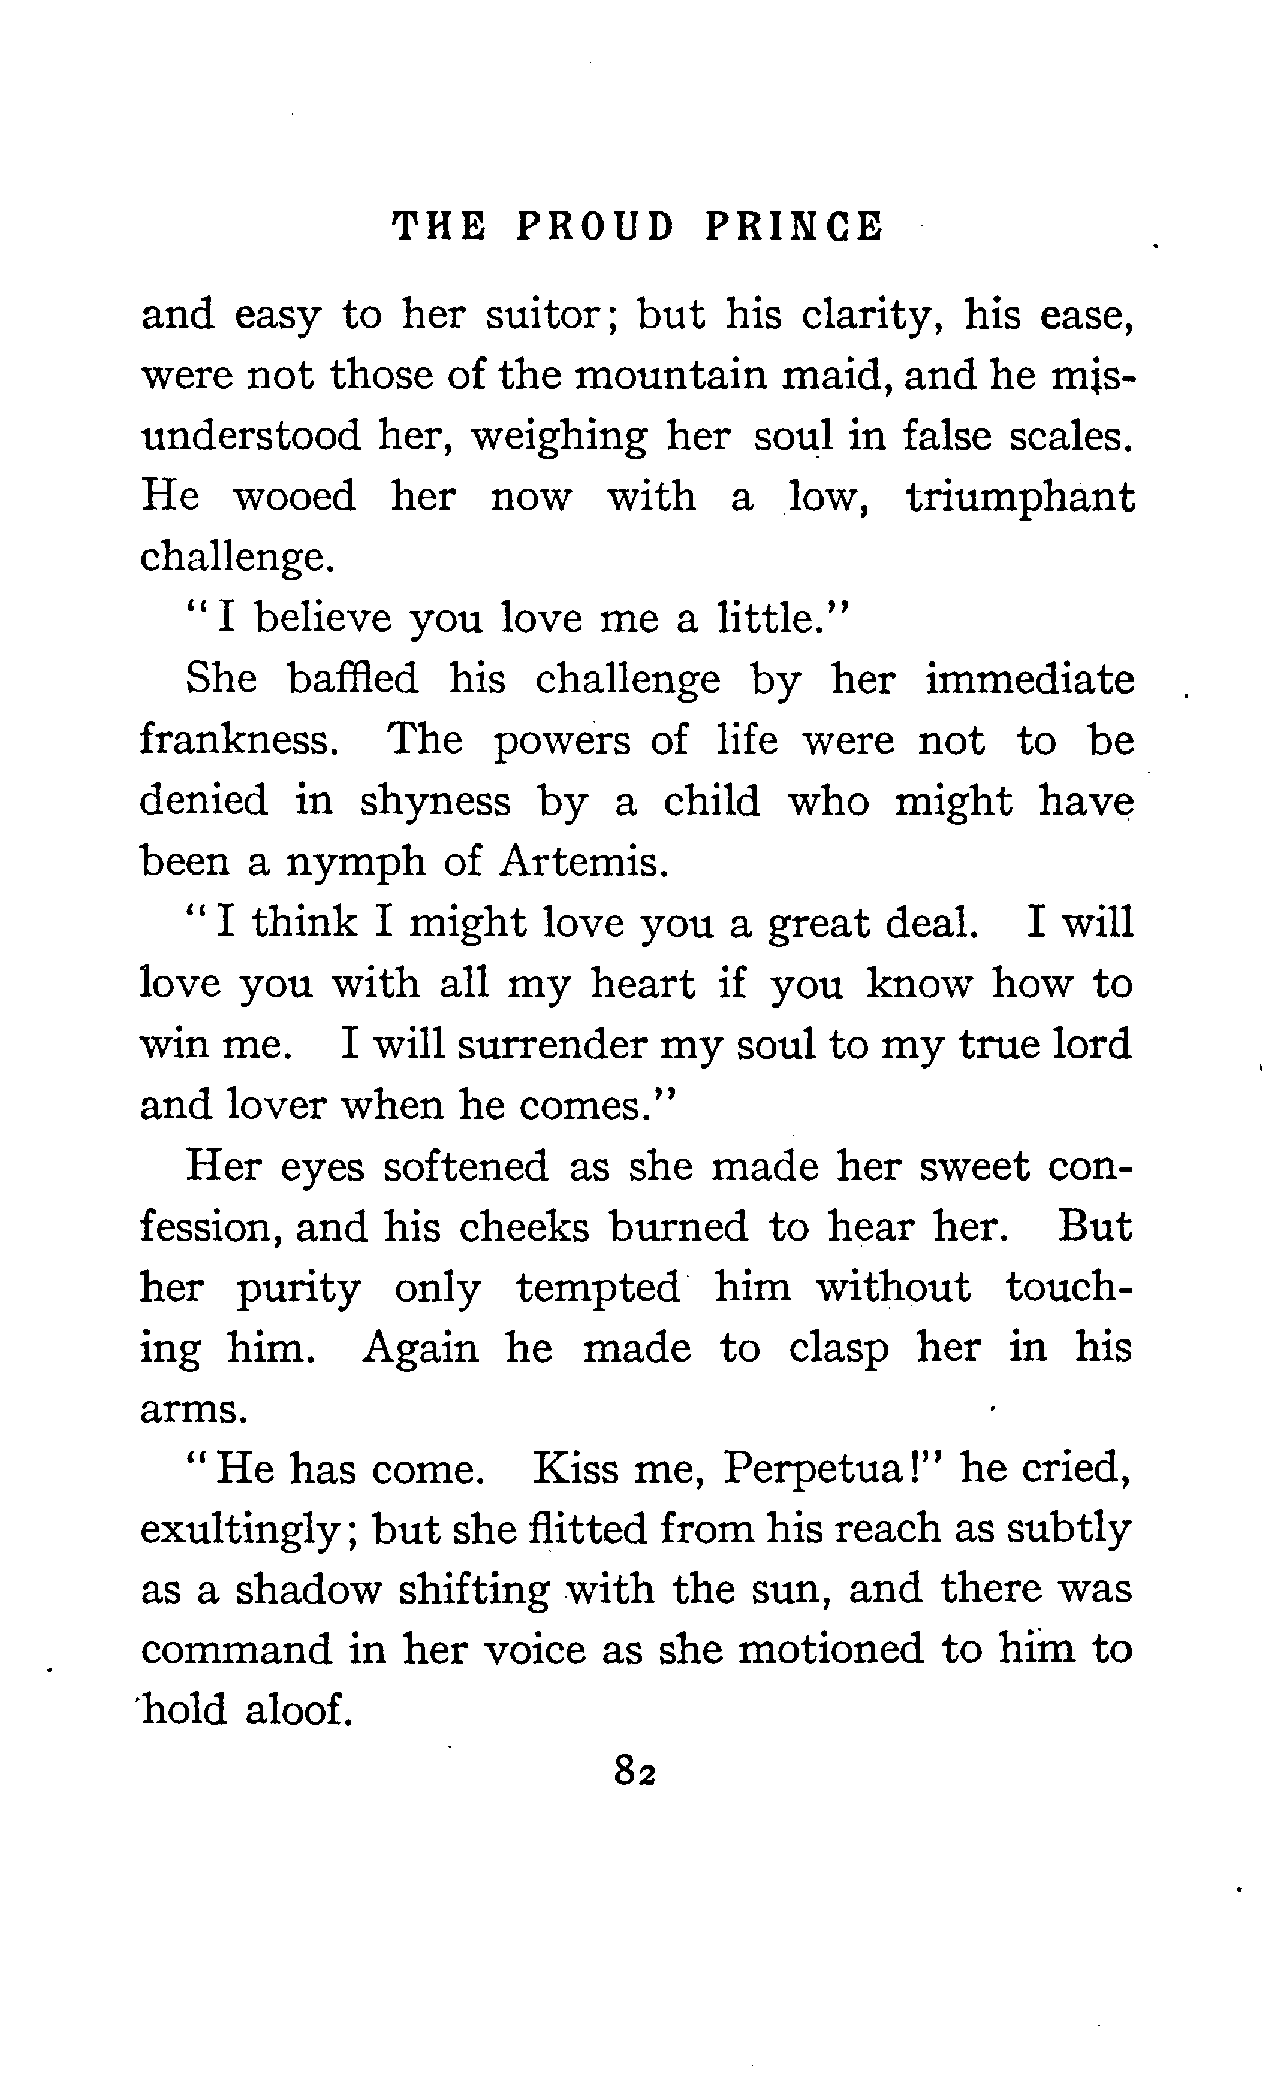 THE PROUD PRINCE
and easy to her suitor; but his clarity, his ease,
were not those of the mountain maid, and he mis-
understood her, weighing her soul in false scales.
He wooed her now with a low, triumphant
challenge.
"I believe you love me a little."
She baffled his challenge by her immediate
frankness. The powers of life were not to be
denied in shyness by a child who might have
been a nymph of Artemis.
"I think I might love you a great deal. I will
love you with all my heart if you know how to
win me. I will surrender my soul to my true lord
and lover when he comes."
Her eyes softened as she made her sweet con-
fession, and his cheeks burned to hear her. But
her purity only tempted him without touch-
ing him. Again he made to clasp her in his
arms.
"He has come. Kiss me, Perpetua!" he cried,
exultingly; but she flitted from his reach as subtly
as a shadow shifting with the sun, and there was
command in her voice as she motioned to him to
hold aloof.
82